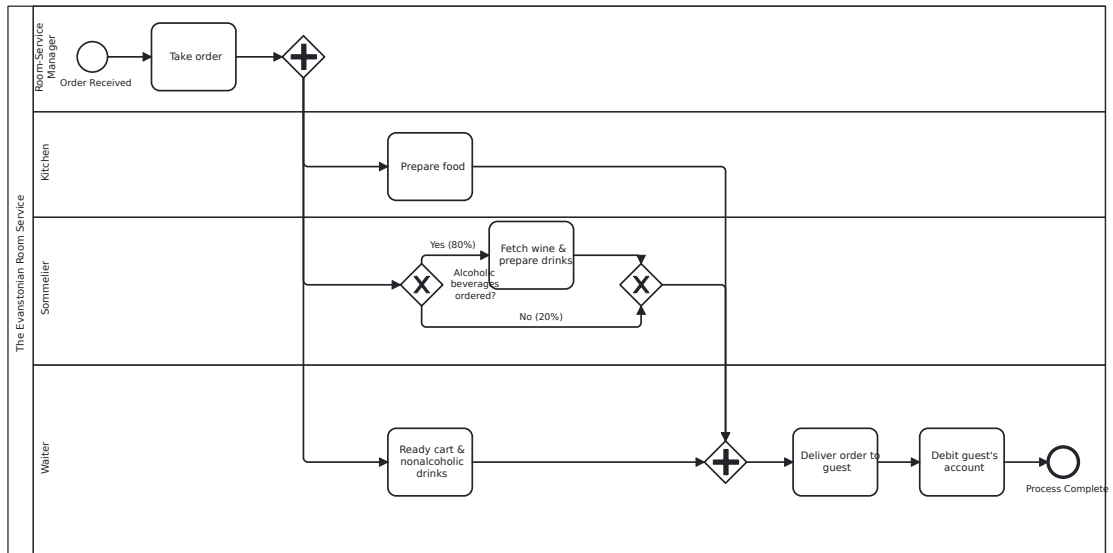 The Evanstonian Room Service
Room-Service
Manager
Order Received
Take order
Kitchen
Prepare food
Sommelier
Yes (80%)
Alcoholic
beverages
ordered?
Fetch wine &
prepare drinks
No (20%)
Waiter
Ready cart &
nonalcoholic
drinks
Deliver order to
guest
Debit guest's
account
Process Complete